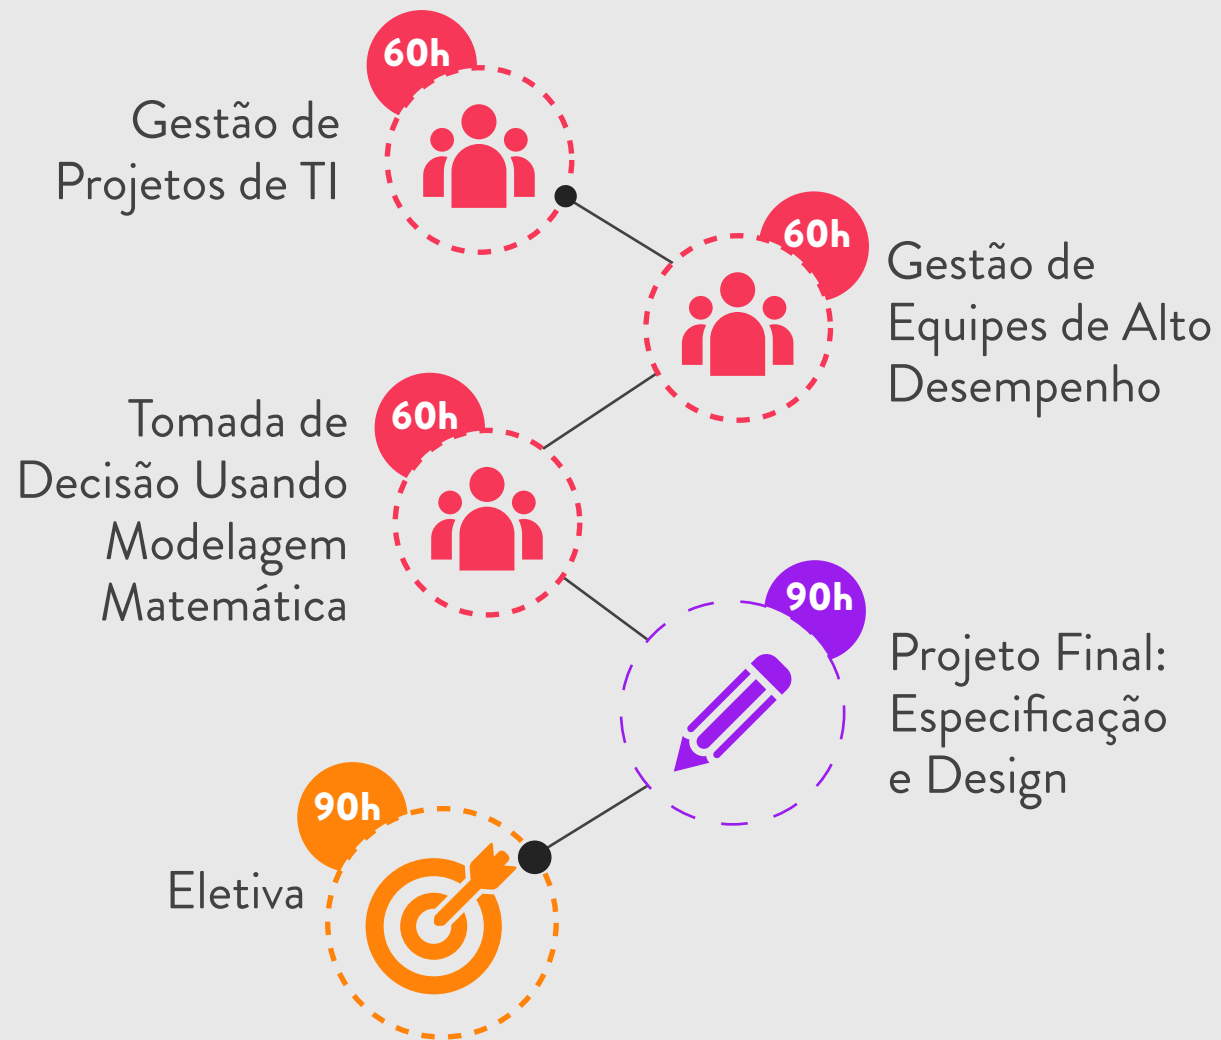 60h
Gestão de
Projetos de TI
60h
Gestão de
Equipes de Alto
Desempenho
60h
Tomada de
Decisão Usando
Modelagem
Matemática
90h
Projeto Final:
Especificação
e Design
90h
Eletiva